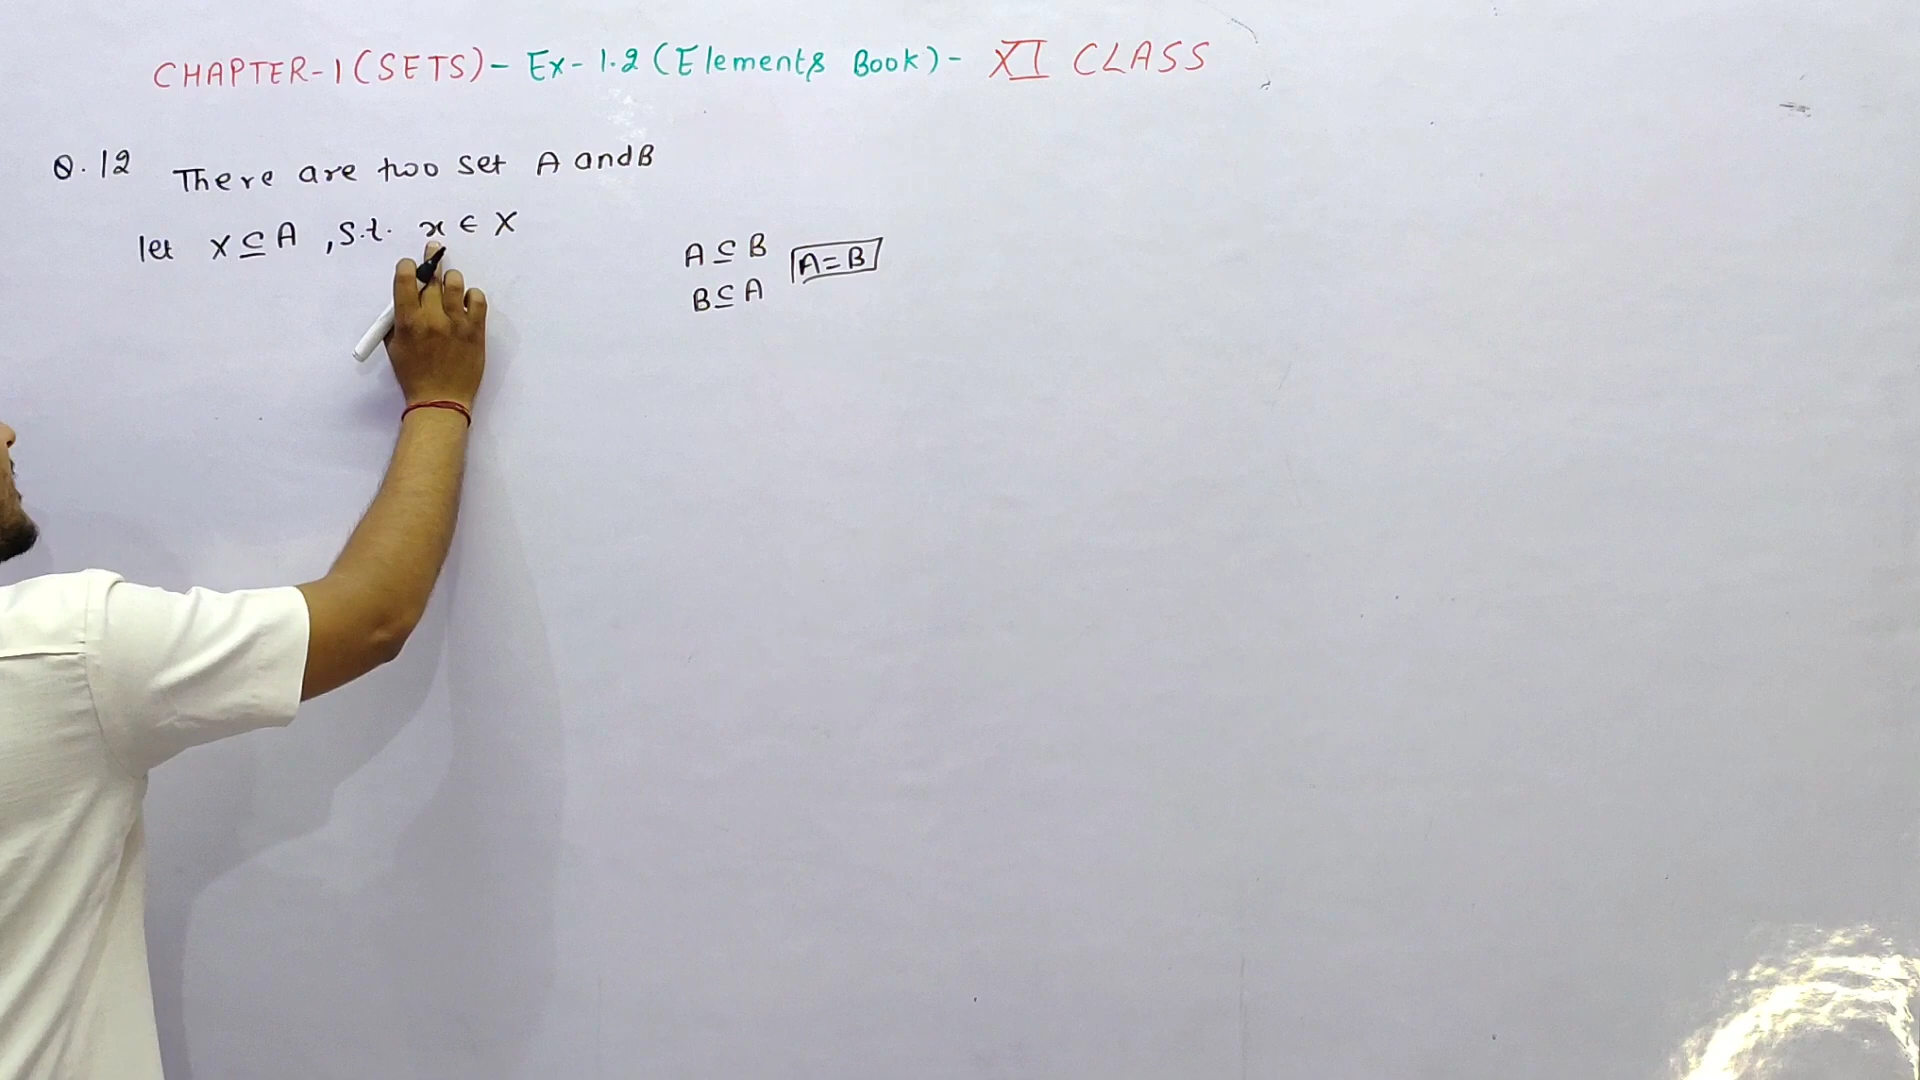 CHAPTER-1 (SETS) - Ex-1.2 (Elements Book) - XI CLASS
Q.12 There are two set A and B
let X ⊆ A , S.t. x ∈ X
A ⊆ B
B ⊆ A
A = B